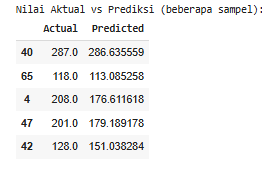 Nilai Aktual vs Prediksi (beberapa sampel):
Actual Predicted
40 287.0 286.635559
65 118.0 113.085258
4 208.0 176.611618
47 201.0 179.189178
42 128.0 151.038284